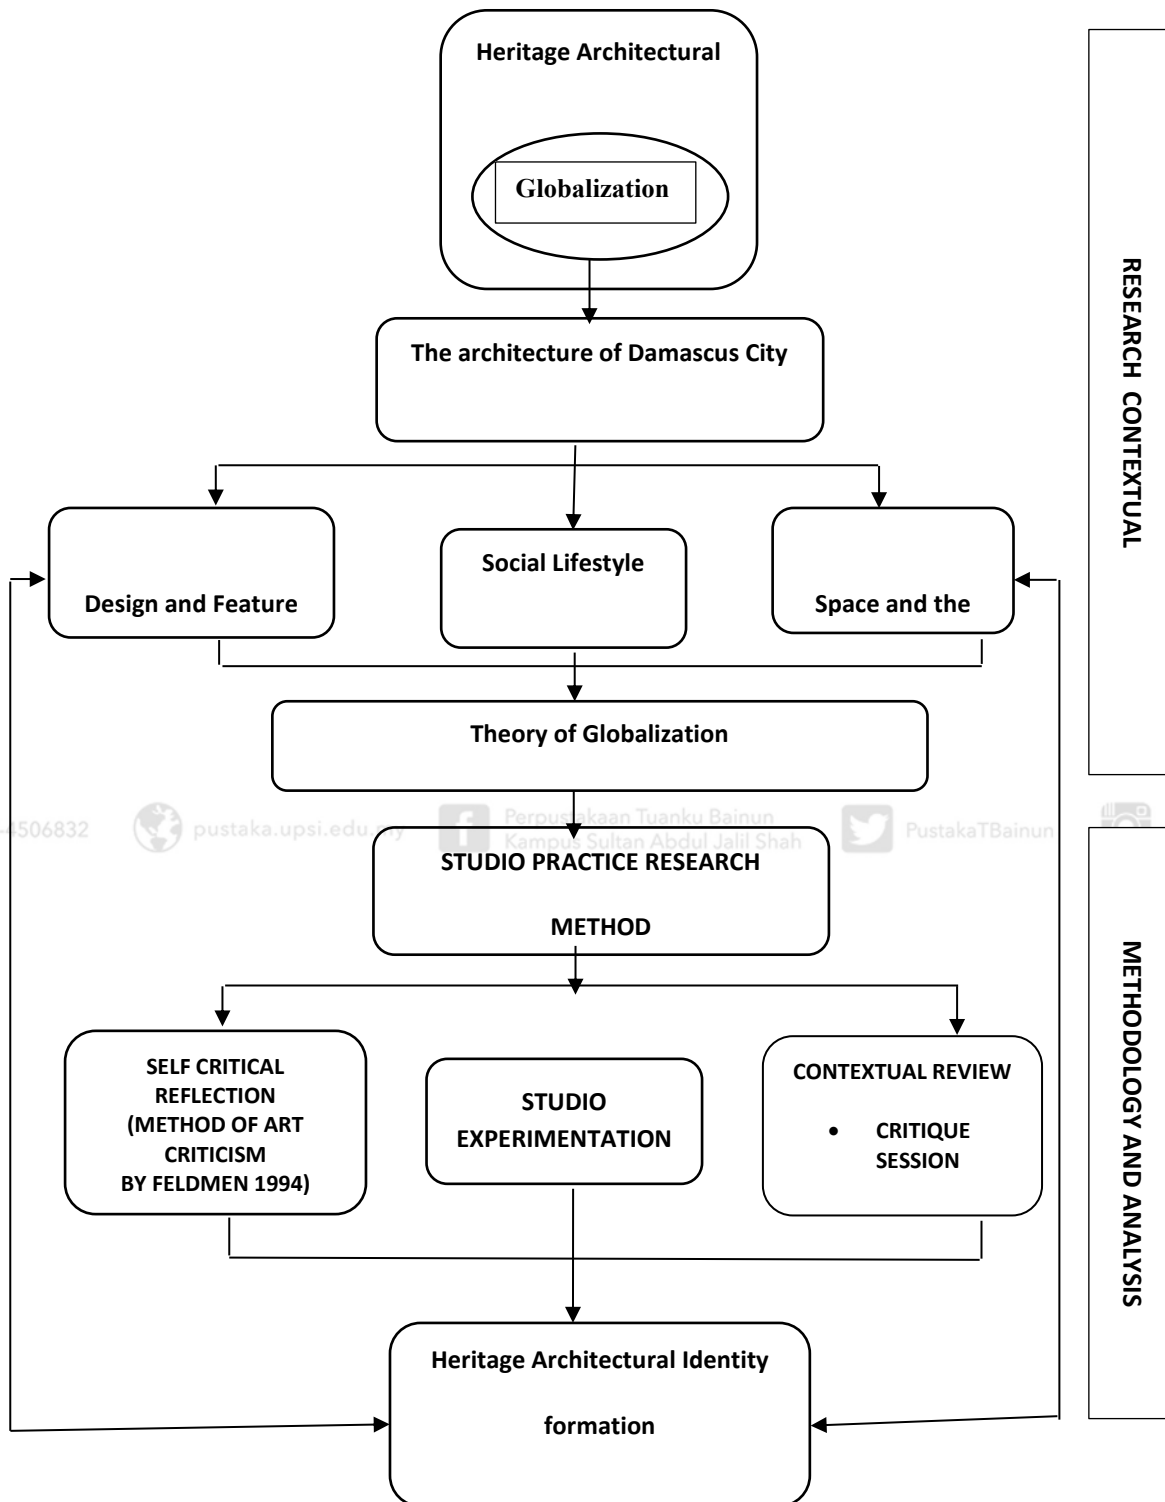 Heritage Architectural
Globalization
The architecture of Damascus City
Design and Feature
Social Lifestyle
Space and the
Theory of Globalization
RESEARCH CONTEXTUAL
4506832
pustaka.upsi.edu.my
Perpustakaan Tuanku Bainun
Kampus Sultan Abdul Jalil Shah
PustakaTBainun
STUDIO PRACTICE RESEARCH
METHOD
SELF CRITICAL
REFLECTION
(METHOD OF ART
CRITICISM
BY FELDMEN 1994)
STUDIO
EXPERIMENTATION
CONTEXTUAL REVIEW
• CRITIQUE
SESSION
METHODOLOGY AND ANALYSIS
Heritage Architectural Identity
formation